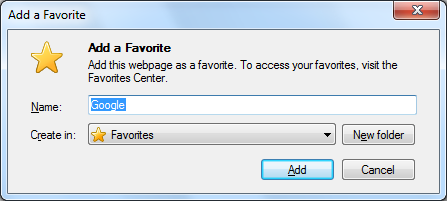 Add a Favorite
Add a Favorite
Add this webpage as a favorite. To access your favorites, visit the
Favorites Center.
Name: Google
Create in: Favorites New folder
Add Cancel